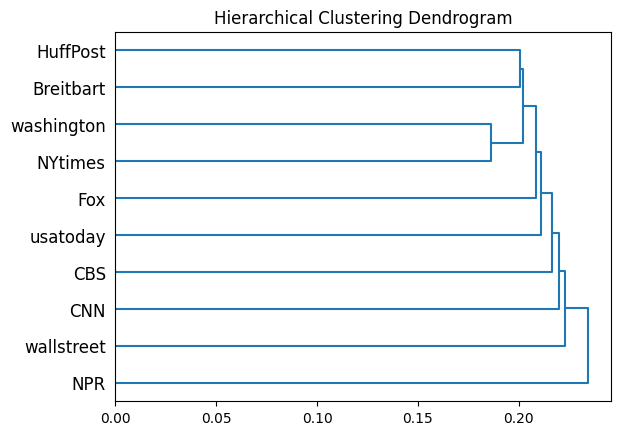 Hierarchical Clustering Dendrogram
HuffPost
Breitbart
washington
NYtimes
Fox
usatoday
CBS
CNN
wallstreet
NPR
0.00 0.05 0.10 0.15 0.20